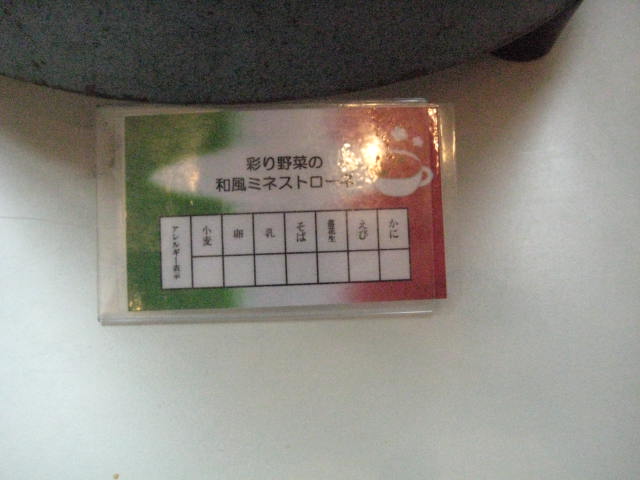 彩り野菜の
和風ミネストローネ
アレルギー表示
小麦
卵
乳
そば
落花生
えび
かに